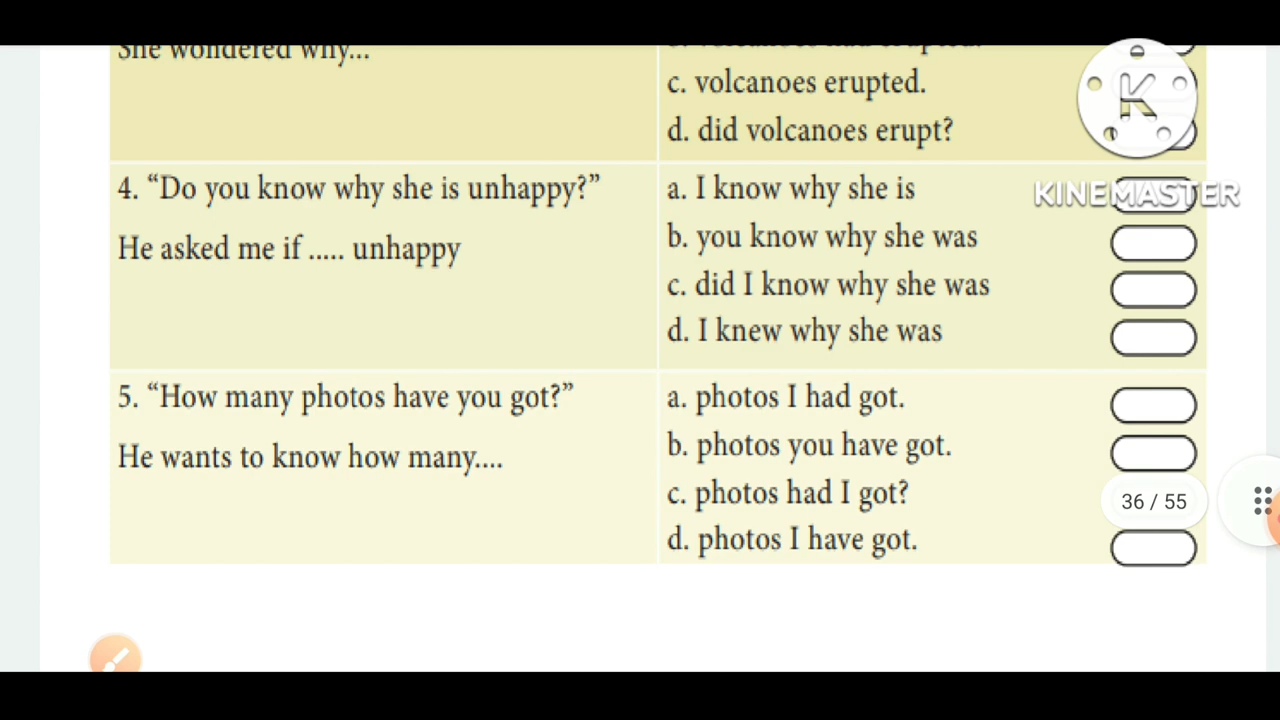 She wondered why...
c. volcanoes erupted.
d. did volcanoes erupt?
4. “Do you know why she is unhappy?”
He asked me if ..... unhappy
a. I know why she is
b. you know why she was
c. did I know why she was
d. I knew why she was
5. “How many photos have you got?”
He wants to know how many....
a. photos I had got.
b. photos you have got.
c. photos had I got?
d. photos I have got.
K
KINEMASTER
36 / 55